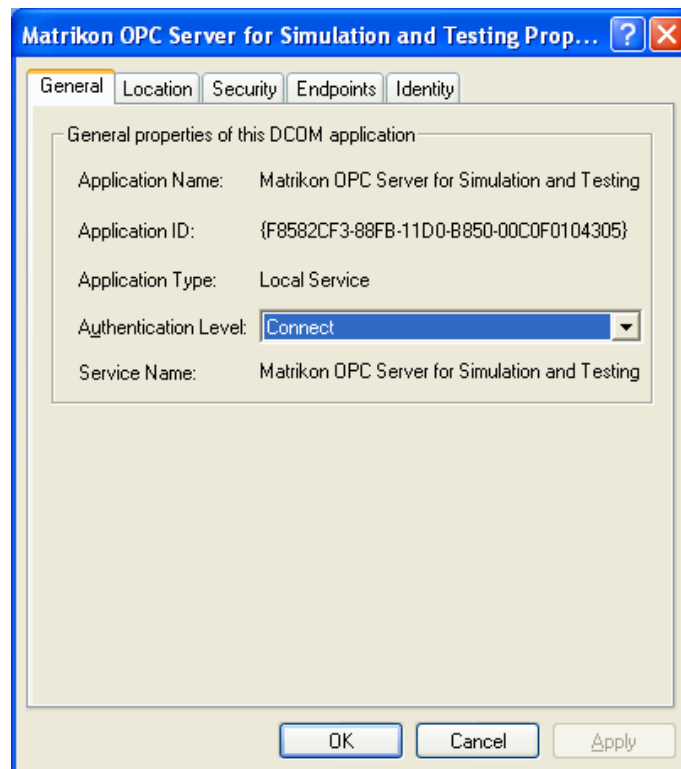 Matrikon OPC Server for Simulation and Testing Prop... ?
General Location Security Endpoints Identity
General properties of this DCOM application
Application Name: Matrikon OPC Server for Simulation and Testing
Application ID: {F8582CF3-88FB-11D0-B850-00C0F0104305}
Application Type: Local Service
Authentication Level: Connect
Service Name: Matrikon OPC Server for Simulation and Testing
OK Cancel Apply